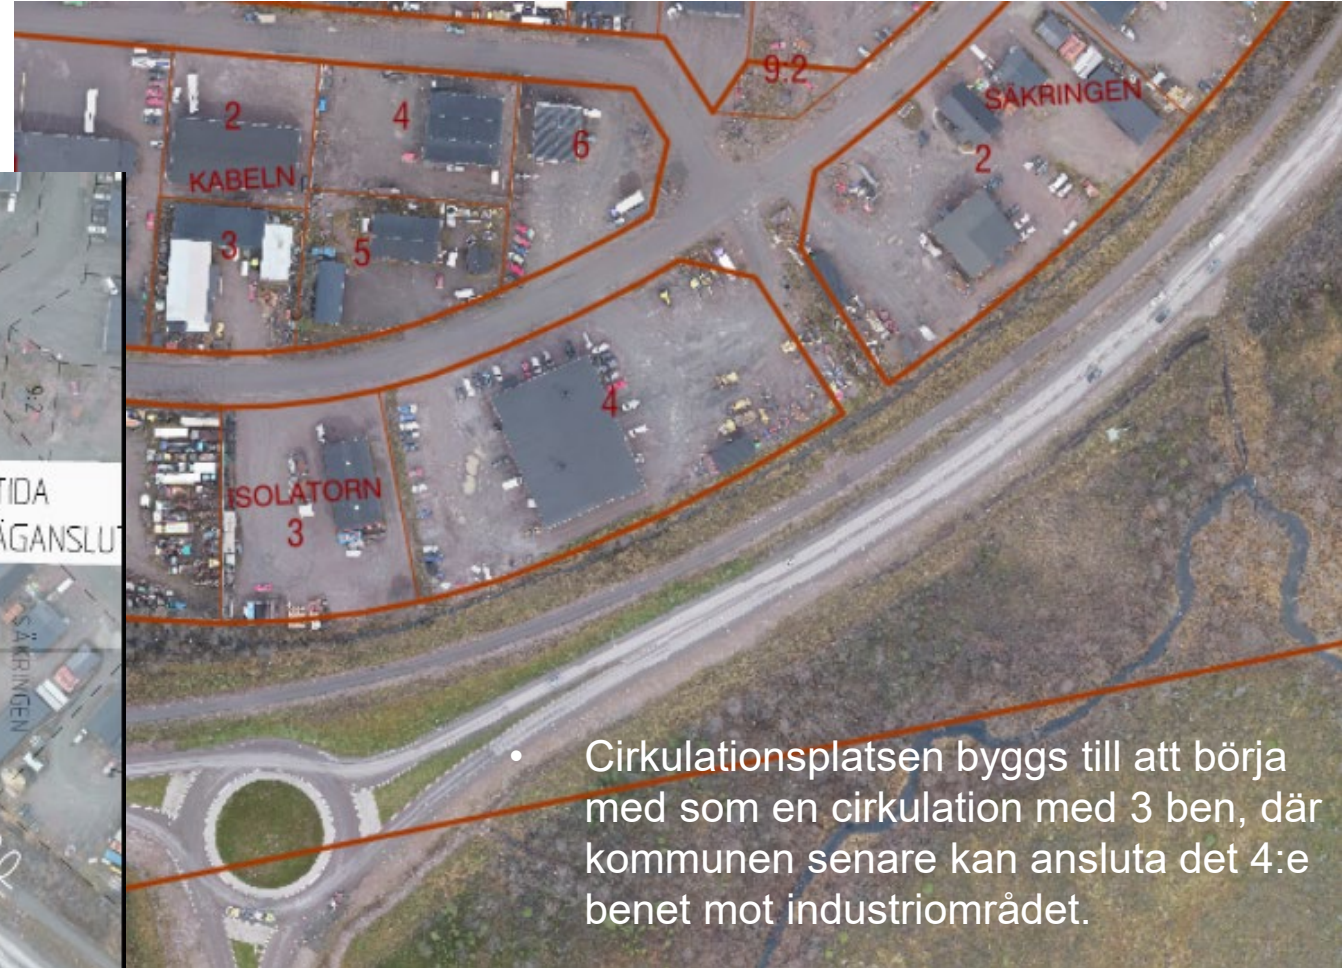 9:2
SÄKRINGEN
2
4
6
2
KABELN
3
5
9:2
4
TIDA
ÄGANSLUT
ISOLATORN
3
SÄKRINGEN
• Cirkulationsplatsen byggs till att börja
med som en cirkulation med 3 ben, där
kommunen senare kan ansluta det 4:e
benet mot industriområdet.